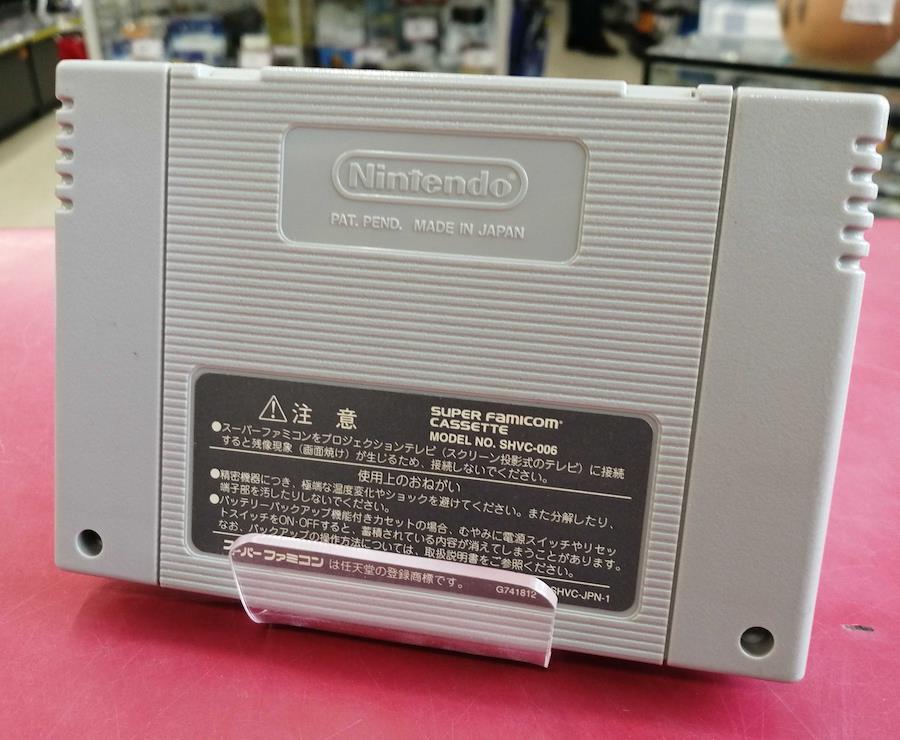 Nintendo®
PAT. PEND. MADE IN JAPAN
注意
SUPER Famicom®
CASSETTE
MODEL NO. SHVC-006
●スーパーファミコンをプロジェクションテレビ（スクリーン投影式のテレビ）に接続
すると残像現象（画面焼け）が生じるため、接続しないでください。
使用上のおねがい
●精密機器につき、極端な温度変化やショックを避けてください。また分解したり、
端子部を汚したりしないでください。
●バッテリーバックアップ機能付きカセットの場合、むやみに電源スイッチやリセッ
トスイッチをON・OFFすると、蓄積されている内容が消えてしまうことがあります。
なお、バックアップの操作方法については、取扱説明書をご参照ください。
ーパーファミコン は任天堂の登録商標です。
G741812 SHVC-JPN-1